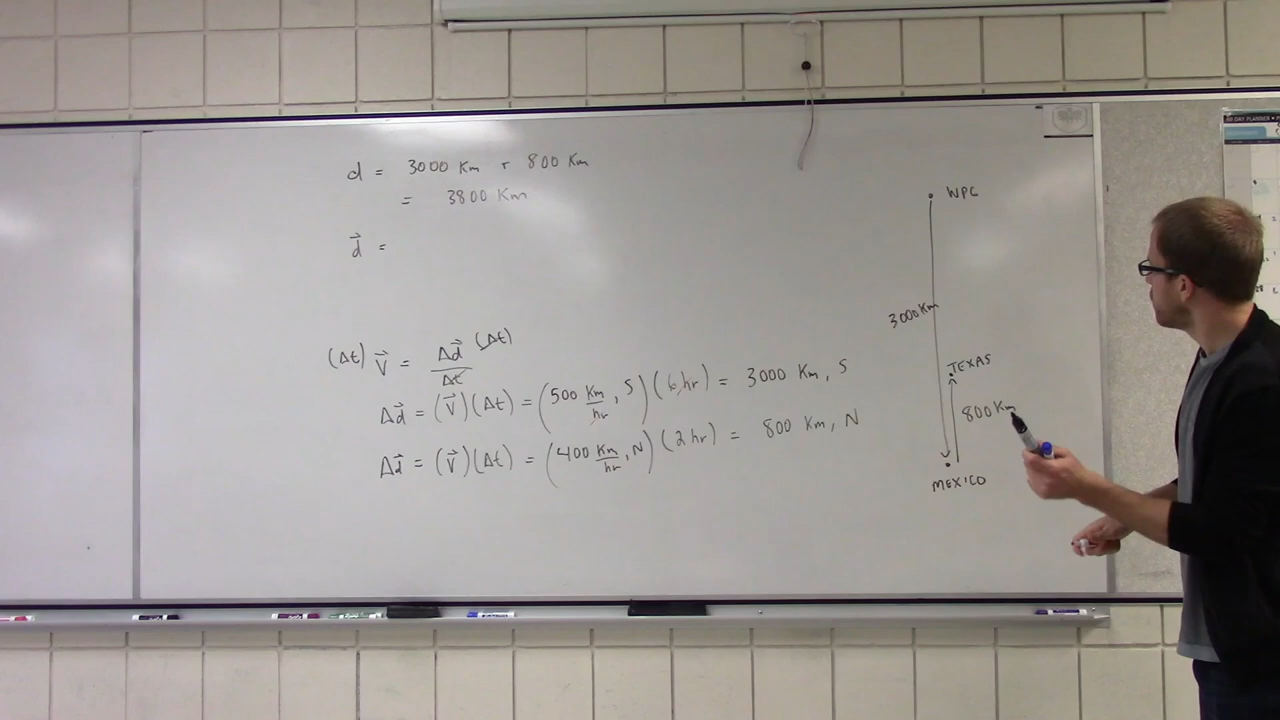 d = 3000 Km + 800 Km
= 3800 Km
d⃗ =
(Δt) V⃗ = Δd⃗/Δt (Δt)
Δd⃗ = (V⃗)(Δt) = (500 Km/hr, S)(6 hr) = 3000 Km, S
Δd⃗ = (V⃗)(Δt) = (400 Km/hr, N)(2 hr) = 800 Km, N
WPG
3000 Km
TEXAS
800 Km
MEXICO